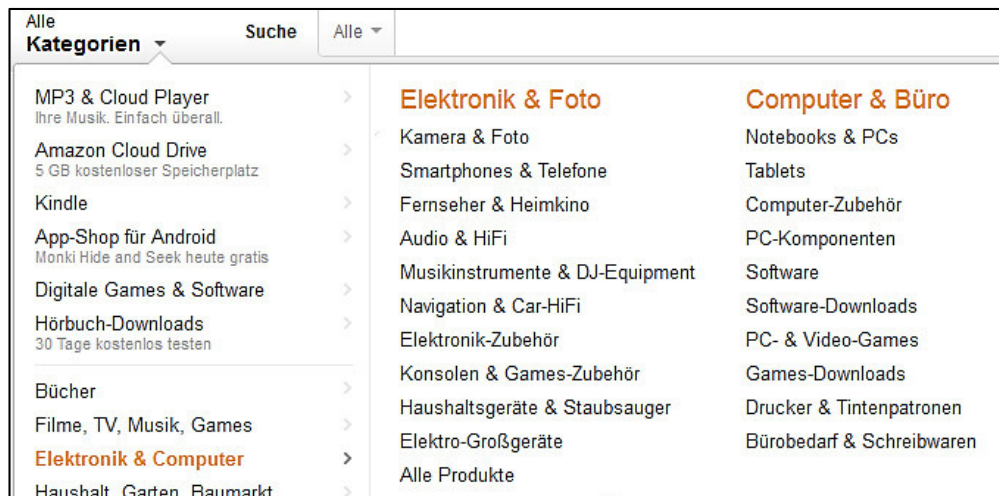 Alle
Kategorien
Suche
Alle
MP3 & Cloud Player
Ihre Musik. Einfach überall.
Amazon Cloud Drive
5 GB kostenloser Speicherplatz
Kindle
App-Shop für Android
Monki Hide and Seek heute gratis
Digitale Games & Software
Hörbuch-Downloads
30 Tage kostenlos testen
Bücher
Filme, TV, Musik, Games
Elektronik & Computer
Haushalt, Garten, Baumarkt
Elektronik & Foto
Kamera & Foto
Smartphones & Telefone
Fernseher & Heimkino
Audio & HiFi
Musikinstrumente & DJ-Equipment
Navigation & Car-HiFi
Elektronik-Zubehör
Konsolen & Games-Zubehör
Haushaltsgeräte & Staubsauger
Elektro-Großgeräte
Alle Produkte
Computer & Büro
Notebooks & PCs
Tablets
Computer-Zubehör
PC-Komponenten
Software
Software-Downloads
PC- & Video-Games
Games-Downloads
Drucker & Tintenpatronen
Bürobedarf & Schreibwaren